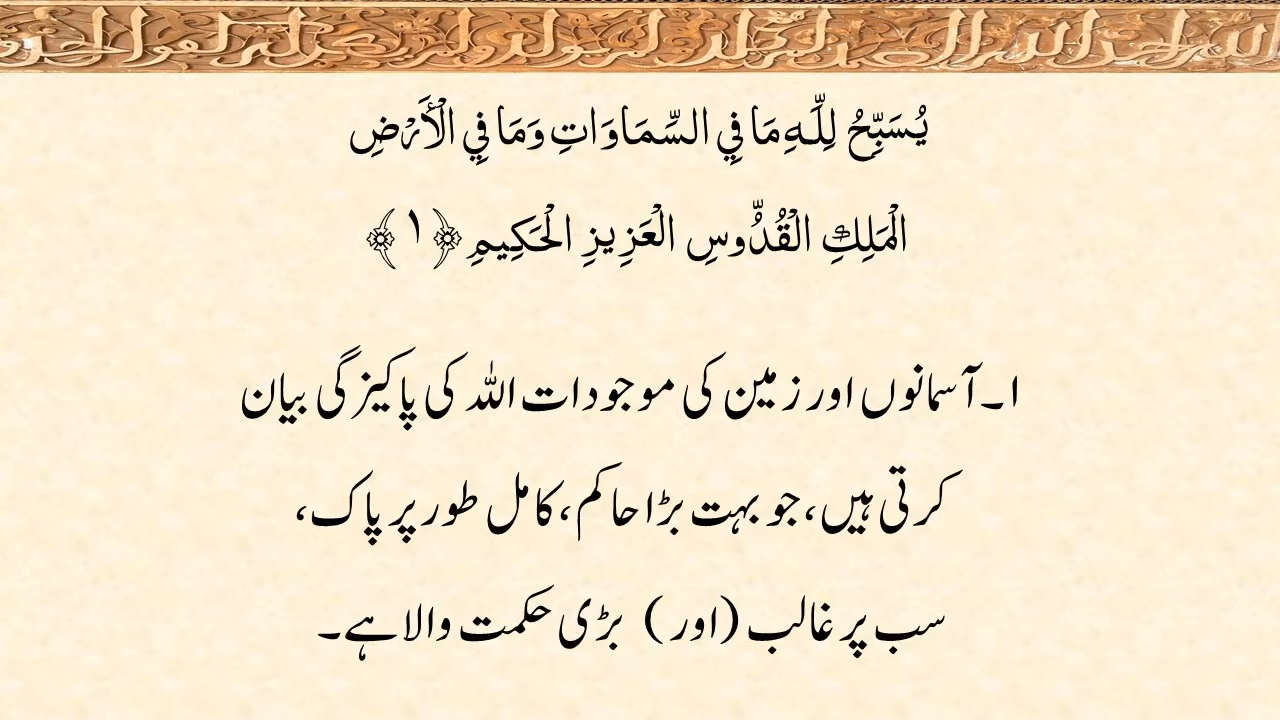 يُسَبِّحُ لِلَّـهِ مَا فِي السَّمَاوَاتِ وَمَا فِي الْأَرْضِ
الْمَلِكِ الْقُدُّوسِ الْعَزِيزِ الْحَكِيمِ ﴿١﴾
۱۔آسمانوں اور زمین کی موجودات اللہ کی پاکیزگی بیان
کرتی ہیں، جو بہت بڑا حاکم، کامل طور پر پاک،
سب پر غالب (اور) بڑی حکمت والا ہے۔